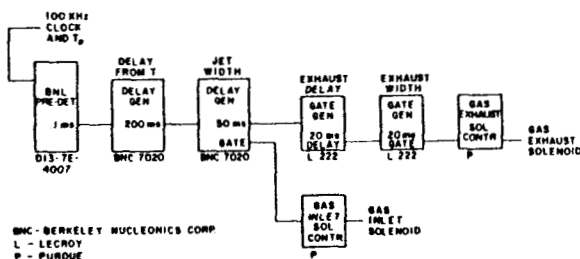 100 KHz
CLOCK
AND To
BNL
PRE-DET
.1 ms
D13-7E-
4007
DELAY
FROM T
DELAY
GEN
200 ms
BNC 7020
JET
WIDTH
DELAY
GEN
50 ms
GATE
BNC 7020
EXHAUST
DELAY
GATE
GEN
20 ms
DELAY
L 222
EXHAUST
WIDTH
GATE
GEN
20 ms
GATE
L 222
GAS
EXHAUST
SOL
CONTR
P
GAS
EXHAUST
SOLENOID
GAS
INLET
SOL
CONTR
P
GAS
INLET
SOLENOID
BNC - BERKELEY NUCLEONICS CORP.
L - LECROY
P - PURDUE